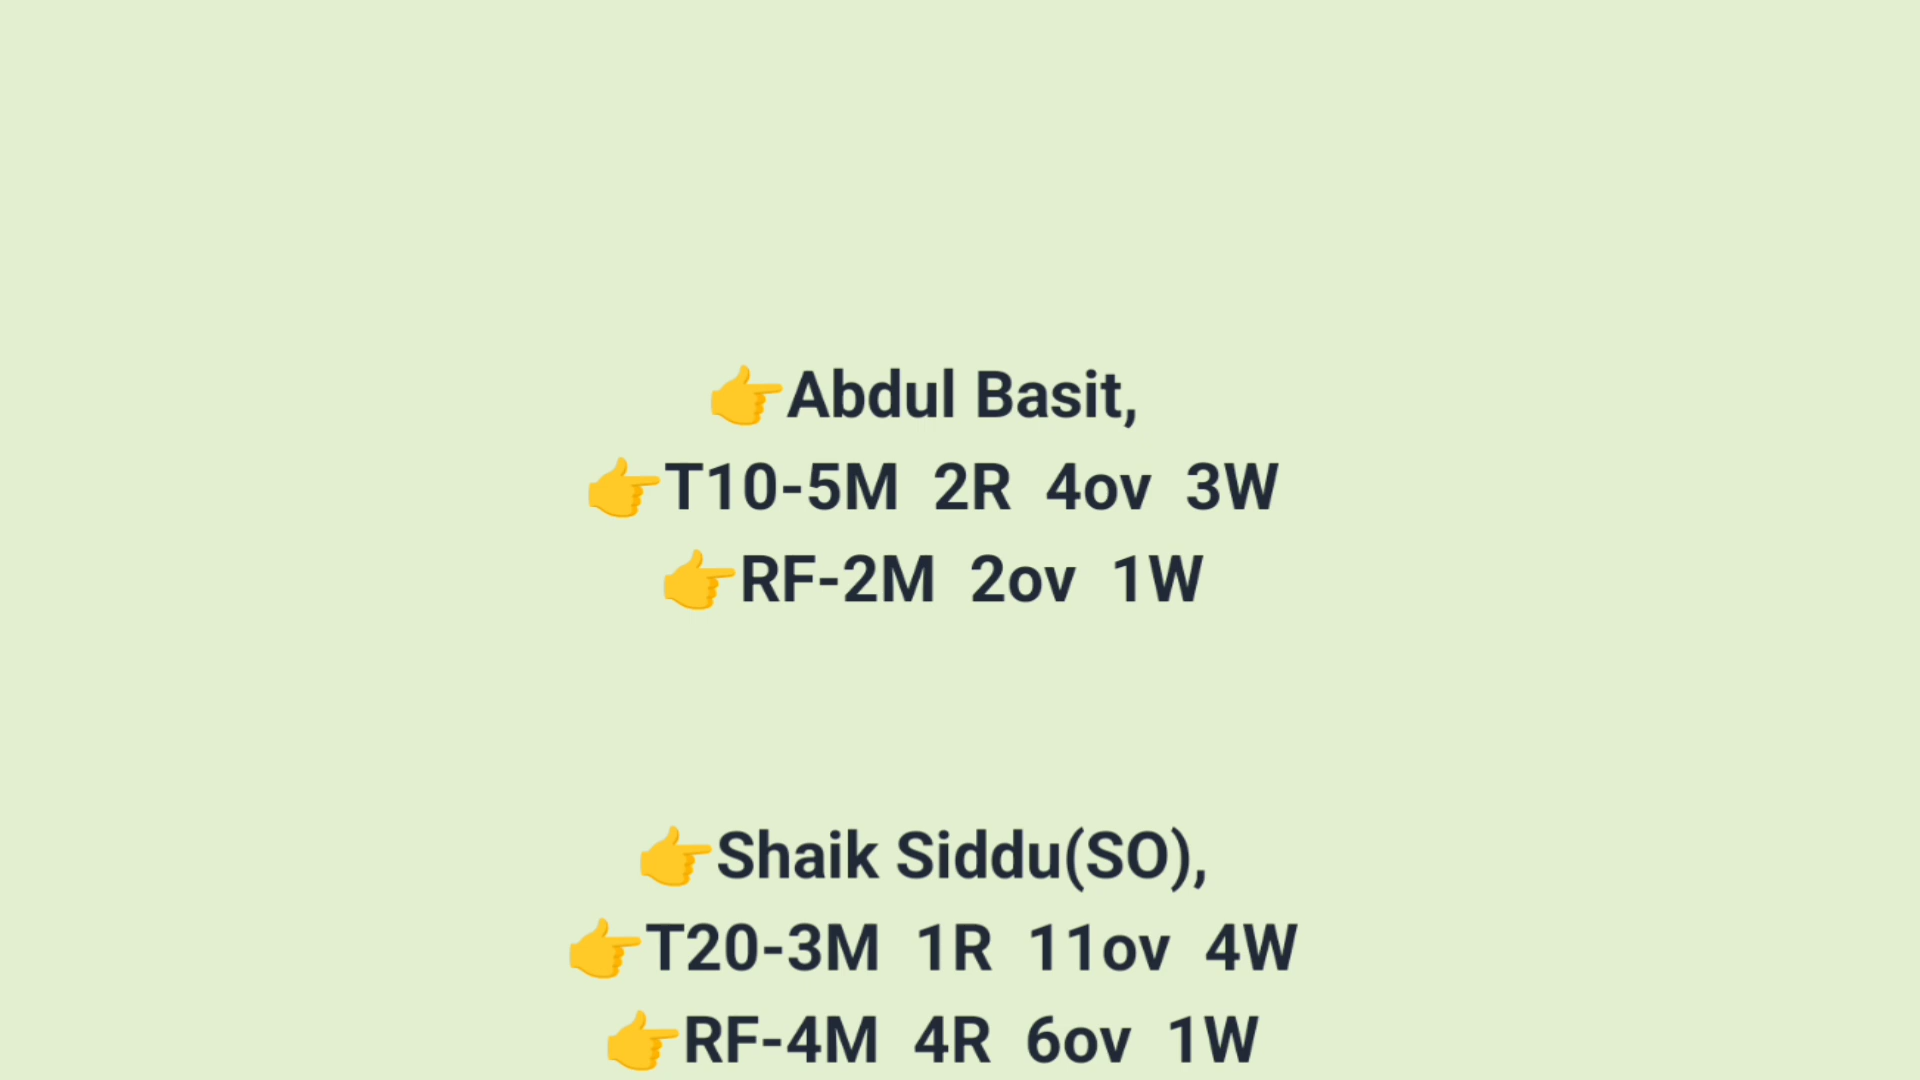 👉Abdul Basit,
👉T10-5M 2R 4ov 3W
👉RF-2M 2ov 1W
👉Shaik Siddu(SO),
👉T20-3M 1R 11ov 4W
👉RF-4M 4R 6ov 1W